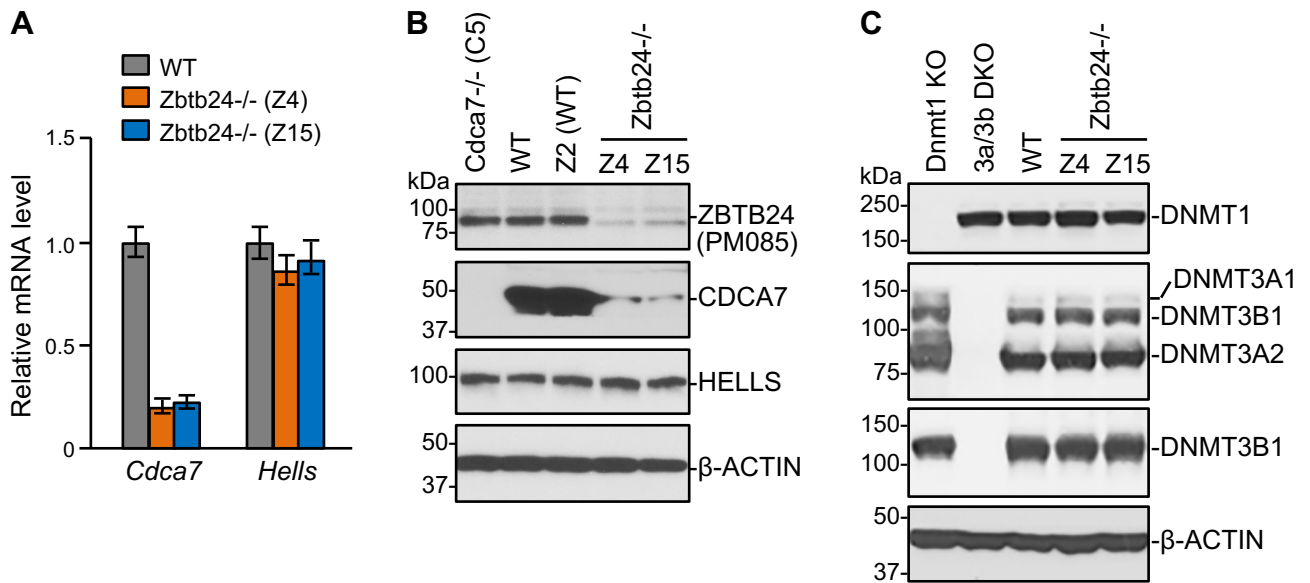 A
WT
Zbtb24-/- (Z4)
Zbtb24-/- (Z15)
Relative mRNA level
1.5
1.0
0.5
0
Cdca7
Hells
B
Cdca7-/- (C5)
WT
Z2 (WT)
Zbtb24-/-
Z4
Z15
kDa
100
75
ZBTB24
(PM085)
50
37
CDCA7
100
HELLS
50
37
β-ACTIN
C
Dnmt1 KO
3a/3b DKO
WT
Zbtb24-/-
Z4
Z15
kDa
250
150
DNMT1
150
100
75
DNMT3A1
DNMT3B1
DNMT3A2
150
100
DNMT3B1
50
37
β-ACTIN